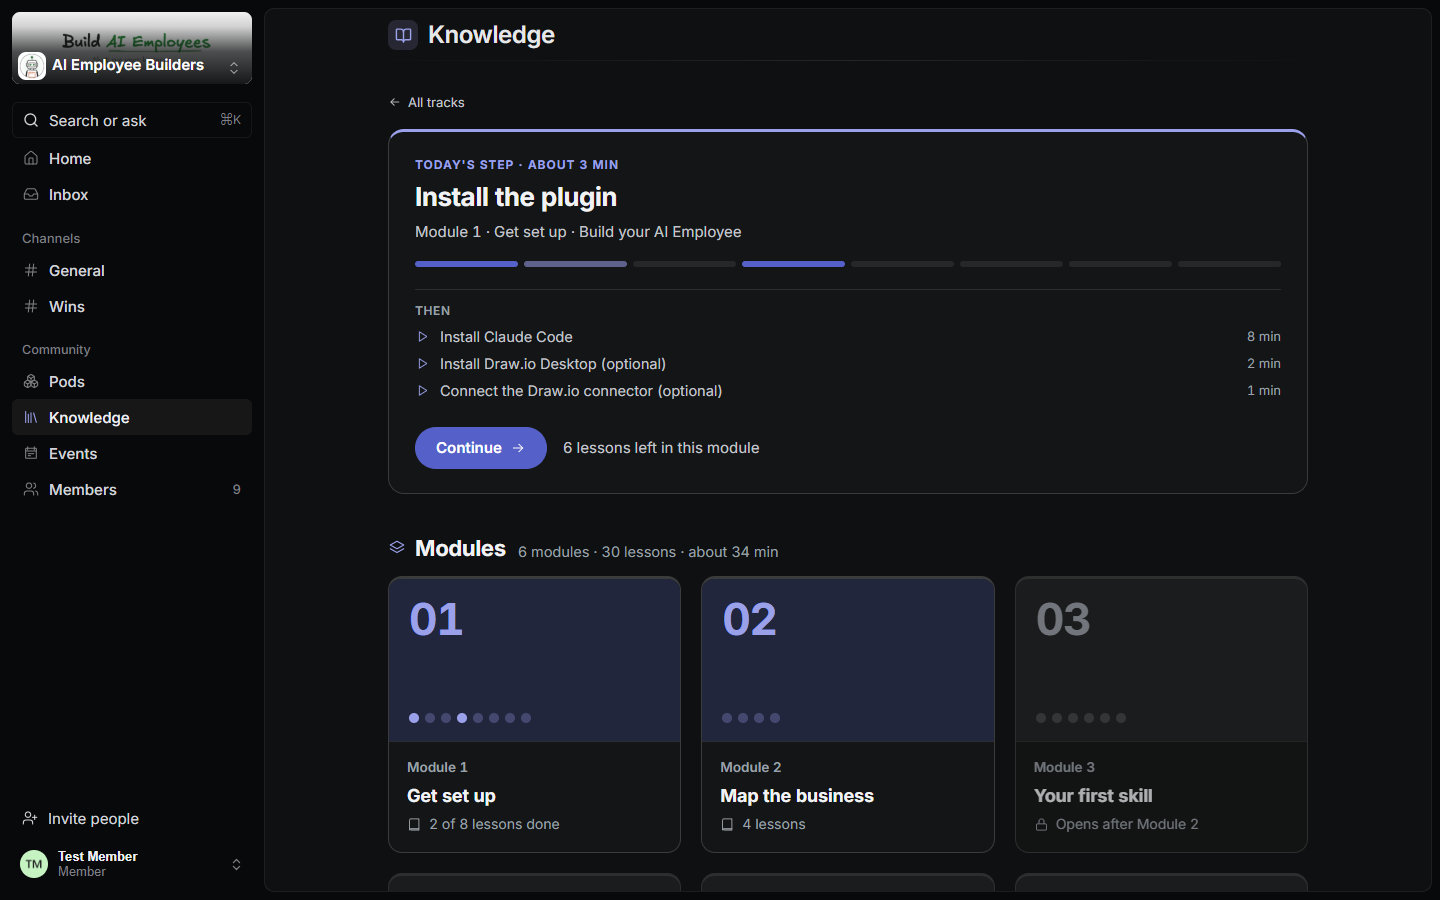 Build AI Employees
AI Employee Builders
Search or ask
⌘K
Home
Inbox
Channels
General
Wins
Community
Pods
Knowledge
Events
Members
9
Invite people
TM
Test Member
Member
Knowledge
← All tracks
TODAY'S STEP · ABOUT 3 MIN
Install the plugin
Module 1 · Get set up · Build your AI Employee
THEN
Install Claude Code
8 min
Install Draw.io Desktop (optional)
2 min
Connect the Draw.io connector (optional)
1 min
Continue →
6 lessons left in this module
Modules
6 modules · 30 lessons · about 34 min
01
Module 1
Get set up
2 of 8 lessons done
02
Module 2
Map the business
4 lessons
03
Module 3
Your first skill
Opens after Module 2